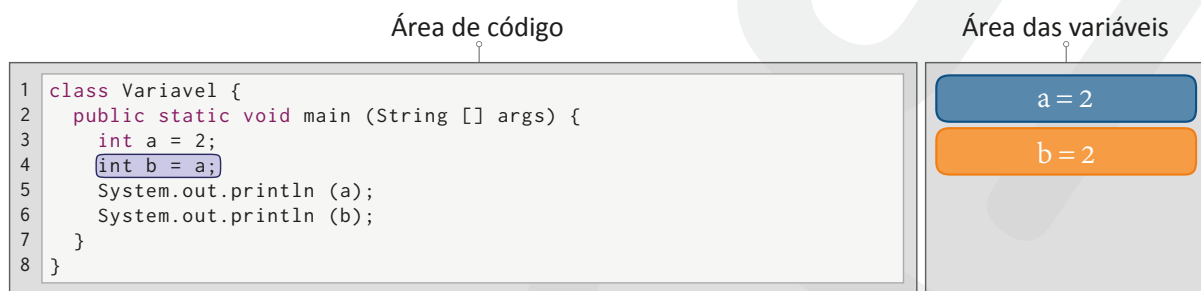 Área de código
Área das variáveis
1 class Variavel {
2 public static void main (String [] args) {
3 int a = 2;
4 int b = a;
5 System.out.println (a);
6 System.out.println (b);
7 }
8 }
a = 2
b = 2